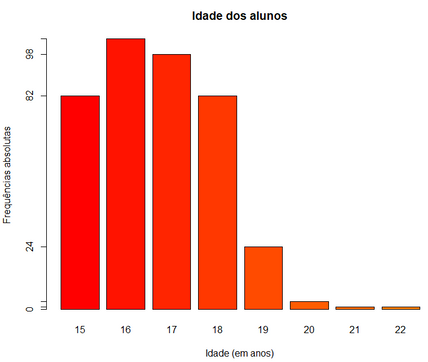 Idade dos alunos
Frequências absolutas
98
82
24
0
15 16 17 18 19 20 21 22
Idade (em anos)